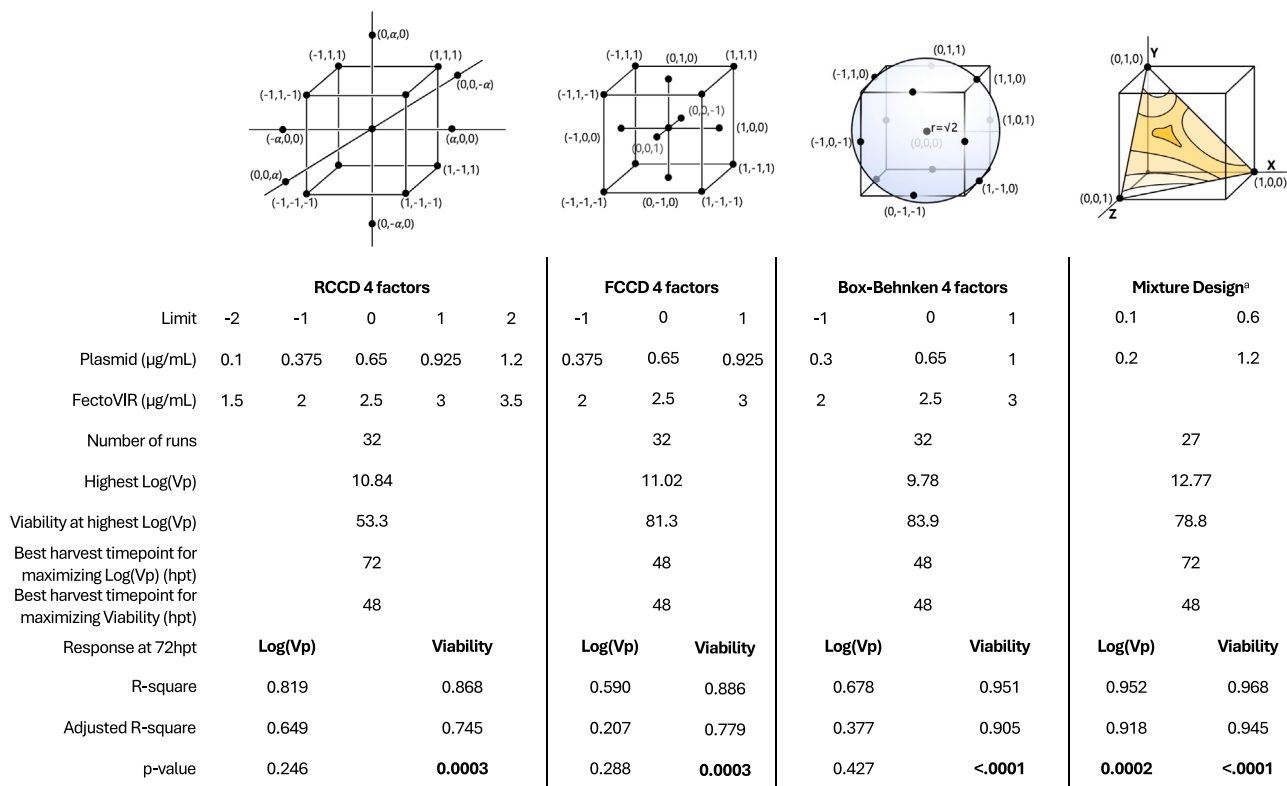 (0,α,0)
(-1,1,1)
(1,1,1)
(0,0,-α)
(-1,1,-1)
(-α,0,0)
(α,0,0)
(0,0,α)
(1,-1,1)
(-1,-1,-1)
(1,-1,-1)
(0,-α,0)
(-1,1,1)
(0,1,0)
(1,1,1)
(-1,1,-1)
(0,0,-1)
(-1,0,0)
(1,0,0)
(0,0,1)
(1,-1,1)
(-1,-1,-1)
(0,-1,0)
(1,-1,-1)
(0,1,1)
(-1,1,0)
(1,1,0)
(1,0,1)
r=√2
(-1,0,-1)
(0,0,0)
(1,-1,0)
(0,-1,-1)
Y
(0,1,0)
X
(1,0,0)
(0,0,1)
Z
RCCD 4 factors FCCD 4 factors Box-Behnken 4 factors Mixture Designᵃ
Limit -2 -1 0 1 2 -1 0 1 -1 0 1 0.1 0.6
Plasmid (µg/mL) 0.1 0.375 0.65 0.925 1.2 0.375 0.65 0.925 0.3 0.65 1 0.2 1.2
FectoVIR (µg/mL) 1.5 2 2.5 3 3.5 2 2.5 3 2 2.5 3
Number of runs 32 32 32 27
Highest Log(Vp) 10.84 11.02 9.78 12.77
Viability at highest Log(Vp) 53.3 81.3 83.9 78.8
Best harvest timepoint for
maximizing Log(Vp) (hpt) 72 48 48 72
Best harvest timepoint for
maximizing Viability (hpt) 48 48 48 48
Response at 72hpt Log(Vp) Viability Log(Vp) Viability Log(Vp) Viability Log(Vp) Viability
R-square 0.819 0.868 0.590 0.886 0.678 0.951 0.952 0.968
Adjusted R-square 0.649 0.745 0.207 0.779 0.377 0.905 0.918 0.945
p-value 0.246 0.0003 0.288 0.0003 0.427 <.0001 0.0002 <.0001